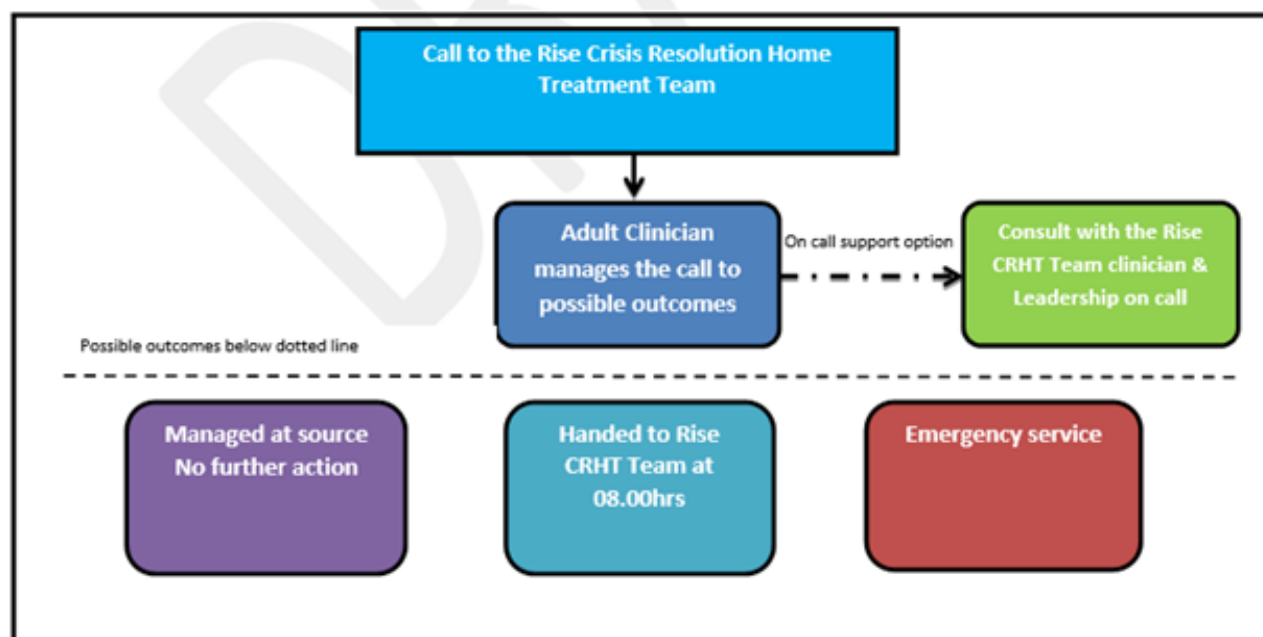 Call to the Rise Crisis Resolution Home
Treatment Team
Adult Clinician
manages the call to
possible outcomes
On call support option
Consult with the Rise
CRHT Team clinician &
Leadership on call
Possible outcomes below dotted line
Managed at source
No further action
Handed to Rise
CRHT Team at
08.00hrs
Emergency service